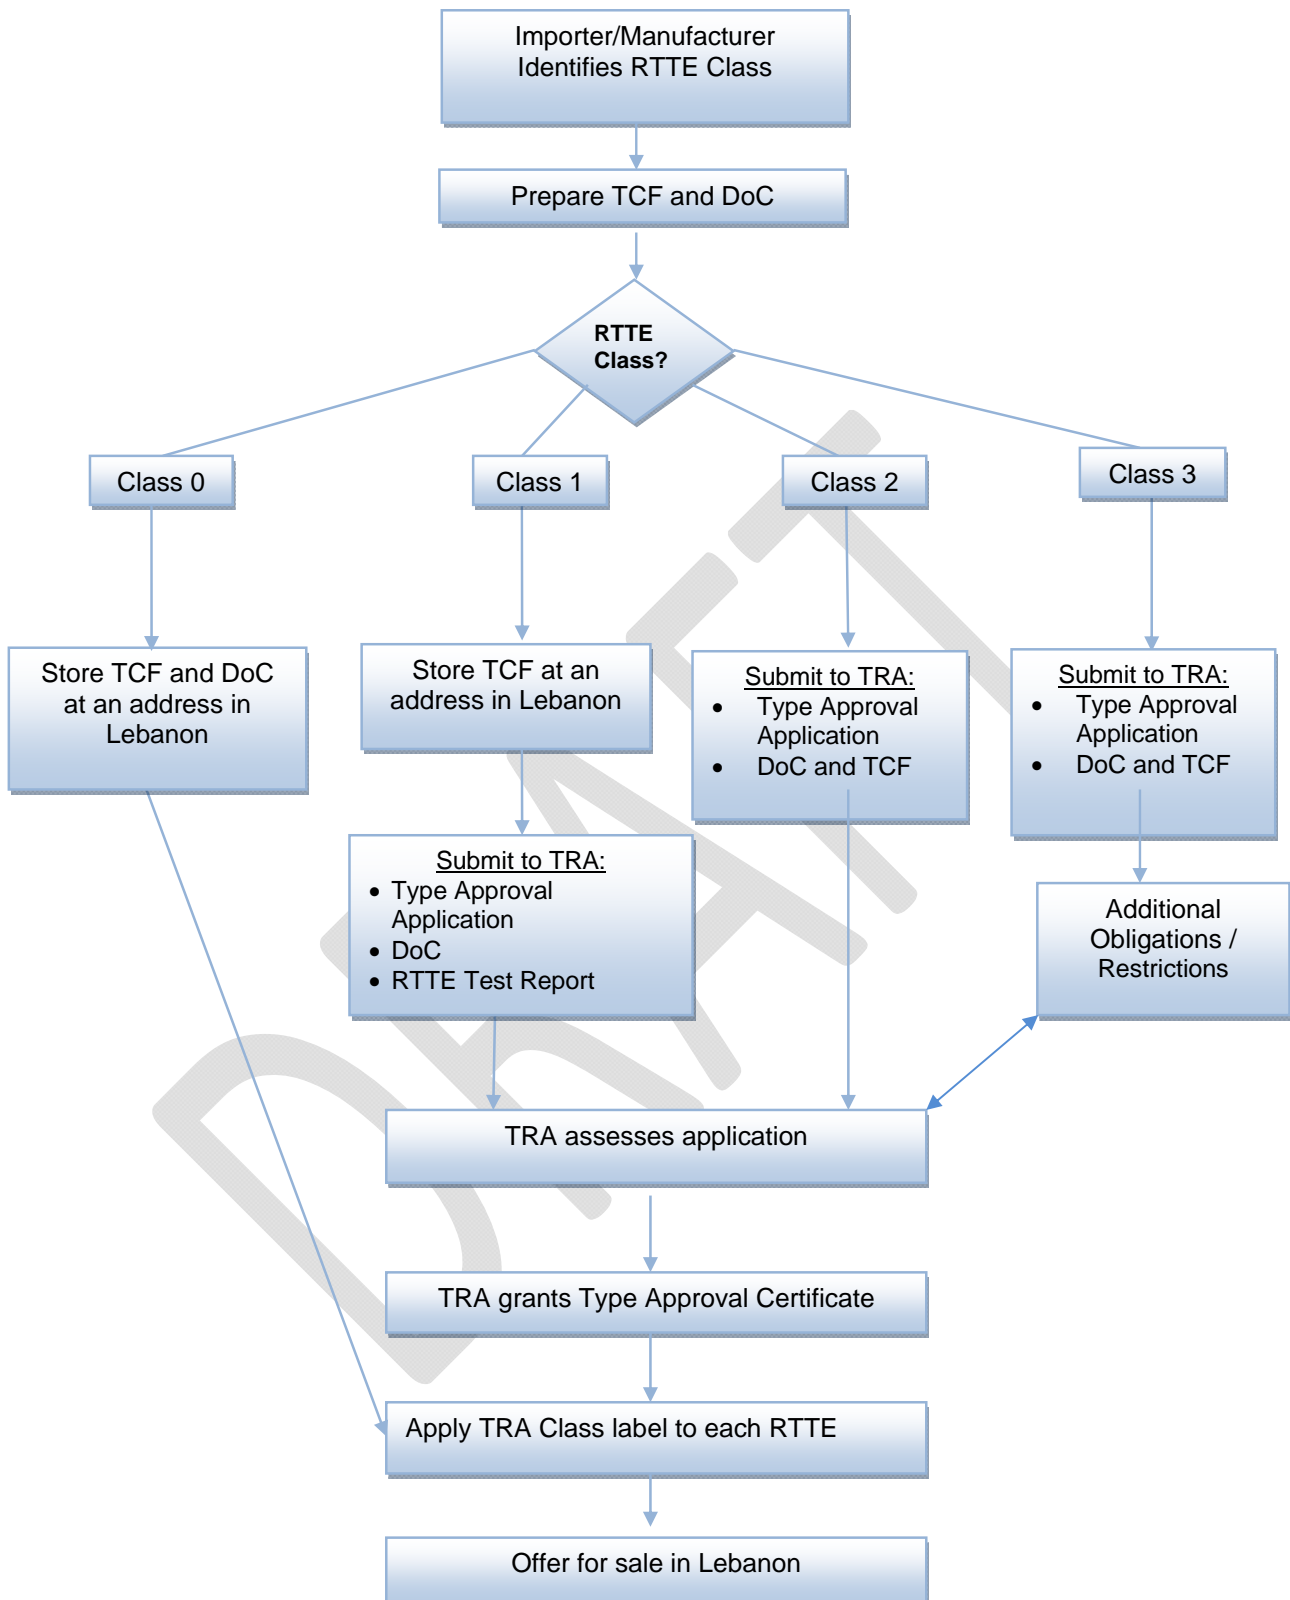 Importer/Manufacturer
Identifies RTTE Class
Prepare TCF and DoC
RTTE
Class?
Class 0
Class 1
Class 2
Class 3
Store TCF and DoC
at an address in
Lebanon
Store TCF at an
address in Lebanon
Submit to TRA:
• Type Approval
Application
• DoC and TCF
Submit to TRA:
• Type Approval
Application
• DoC and TCF
Submit to TRA:
• Type Approval
Application
• DoC
• RTTE Test Report
Additional
Obligations /
Restrictions
TRA assesses application
TRA grants Type Approval Certificate
Apply TRA Class label to each RTTE
Offer for sale in Lebanon
DRAFT